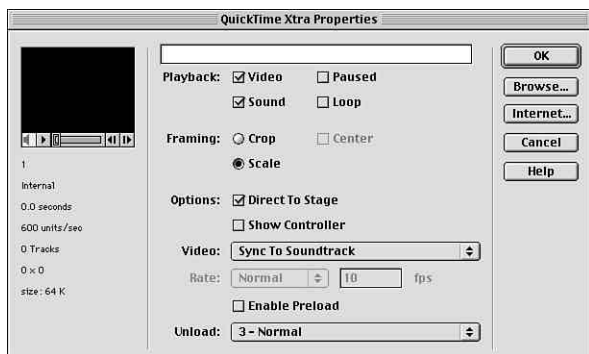 QuickTime Xtra Properties
Playback: Video Paused
Sound Loop
Framing: Crop Center
Scale
Options: Direct To Stage
Show Controller
Video: Sync To Soundtrack
Rate: Normal 10 fps
Enable Preload
Unload: 3 - Normal
1
Internal
0.0 seconds
600 units/sec
0 Tracks
0 x 0
size: 64 K
OK
Browse...
Internet...
Cancel
Help